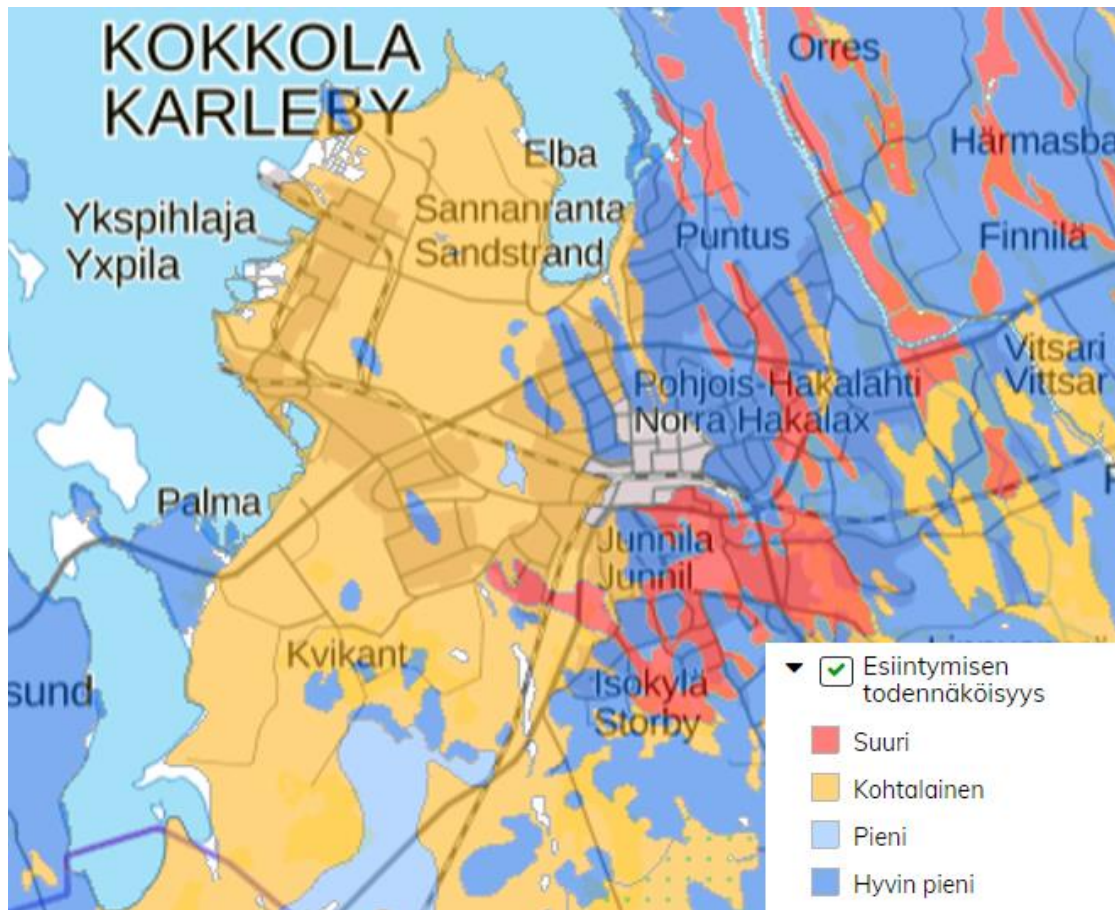 KOKKOLA
KARLEBY
Orres
Härmasba
Elba
Ykspihlaja
Yxpila
Sannanranta
Sandstrand
Puntus
Finnilä
Vitsari
Vittsar
Pohjois-Hakalahti
Norra Hakalax
Palma
Junnila
Junnil
Kvikant
Isokylä
Storby
sund
Esiintymisen
todennäköisyys
Suuri
Kohtalainen
Pieni
Hyvin pieni